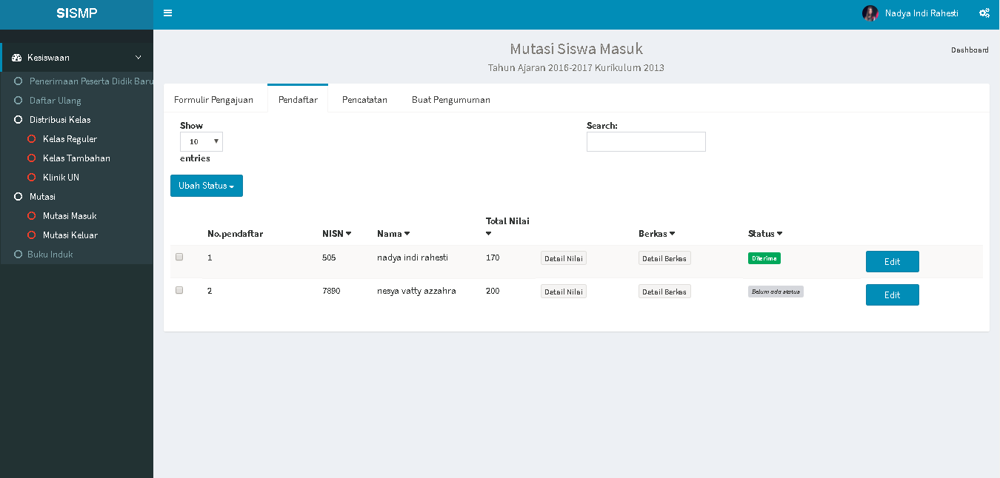 SISMP
Nadya Indi Rahesti
Kesiswaan
Penerimaan Peserta Didik Baru
Daftar Ulang
Distribusi Kelas
Kelas Reguler
Kelas Tambahan
Klinik UN
Mutasi
Mutasi Masuk
Mutasi Keluar
Buku Induk
Mutasi Siswa Masuk
Tahun Ajaran 2016-2017 Kurikulum 2013
Dashboard
Formulir Pengajuan Pendaftar Pencatatan Buat Pengumuman
Show
10
entries
Search:
Ubah Status
No.pendaftar NISN Nama Total Nilai Berkas Status
1 505 nadya indi rahesti 170 Detail Nilai Detail Berkas Diterima Edit
2 7890 nesya vatty azzahra 200 Detail Nilai Detail Berkas Belum ada status Edit